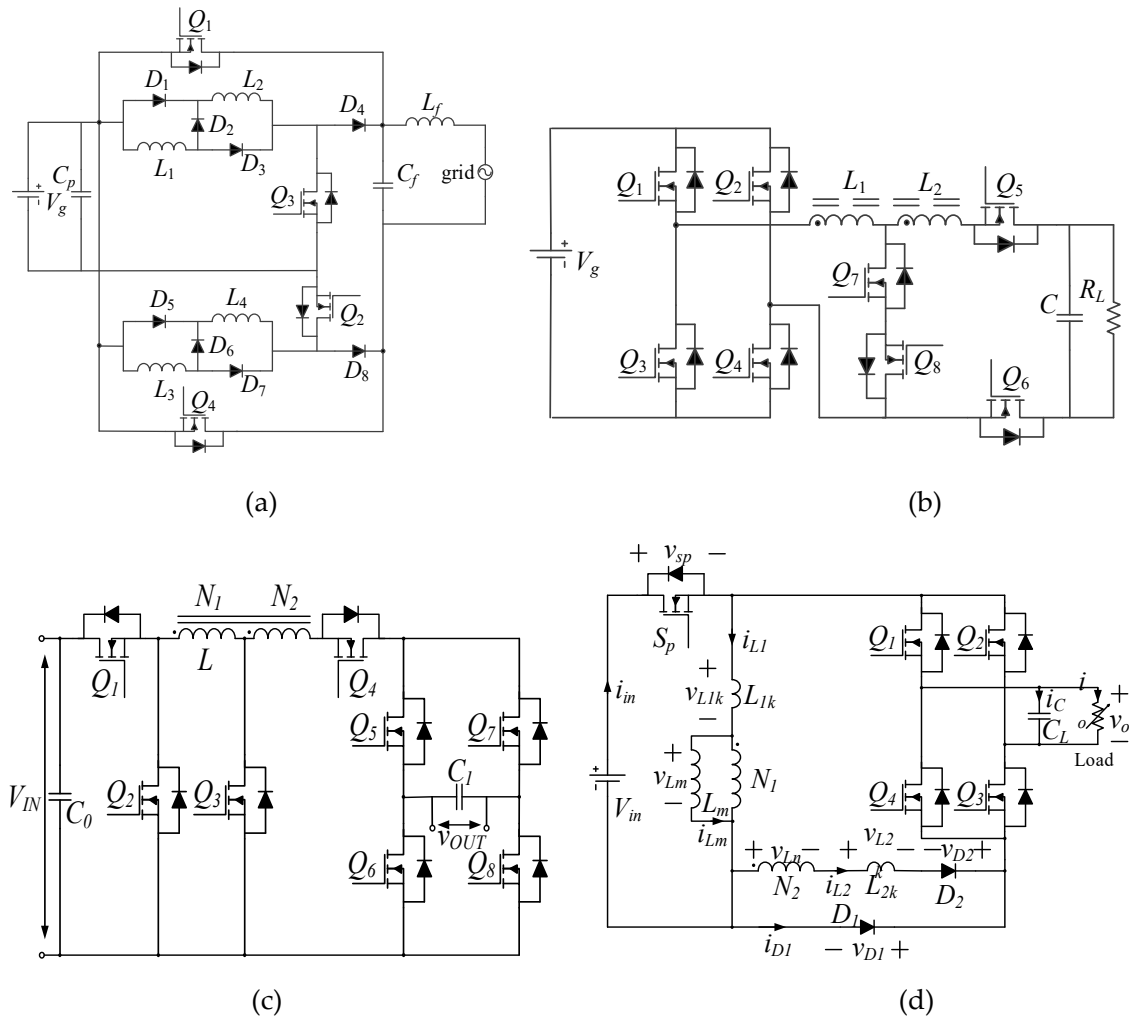 Q1
D1
L2
D4
Lf
D2
Cp
L1
D3
Cf
grid
+
Vg
Q3
D5
L4
Q2
D6
L3
D7
D8
Q4
(a)
Q1
Q2
L1
L2
Q5
+
Vg
Q7
C
RL
Q3
Q4
Q8
Q6
(b)
N1
N2
L
Q1
Q4
Q5
Q7
VIN
C0
Q2
Q3
C1
vOUT
Q6
Q8
(c)
+ vsp −
Sp
iL1
Q1
Q2
iin
+
vL1k
−
L1k
i
o
iC
CL
+
vo
−
Load
+
vLm
−
N1
Lm
iLm
+
Vin
Q4
Q3
+ vLn −
N2
iL2
vL2
+ −
L2k
− vD2 +
D2
D1
iD1
− vD1 +
(d)